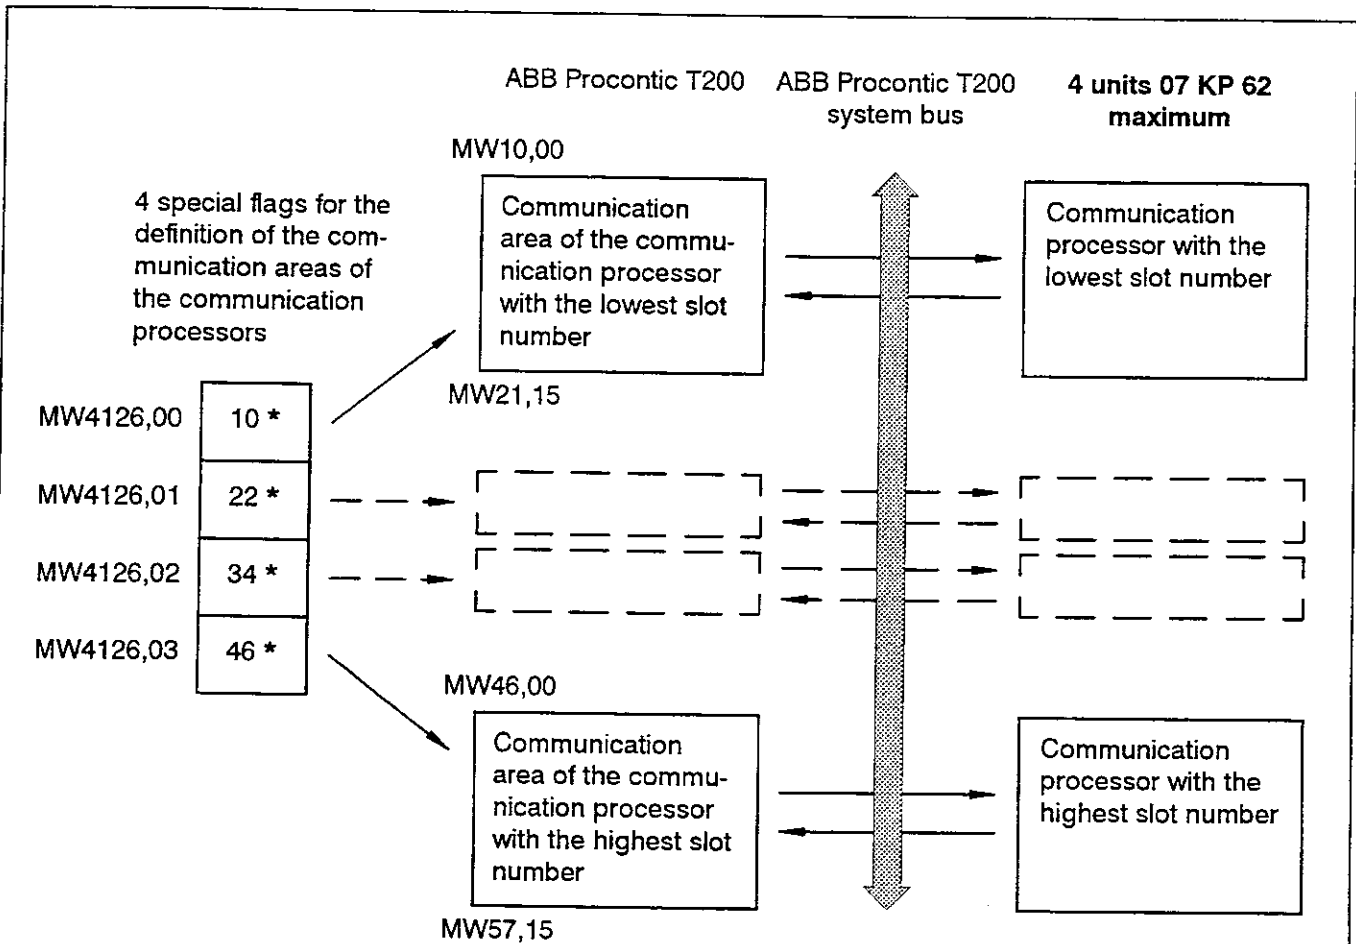 ABB Procontic T200
ABB Procontic T200
system bus
4 units 07 KP 62
maximum
MW10,00
4 special flags for the
definition of the com-
munication areas of
the communication
processors
Communication
area of the commu-
nication processor
with the lowest slot
number
Communication
processor with the
lowest slot number
MW21,15
MW4126,00
10 *
MW4126,01
22 *
MW4126,02
34 *
MW4126,03
46 *
MW46,00
Communication
area of the commu-
nication processor
with the highest slot
number
Communication
processor with the
highest slot number
MW57,15